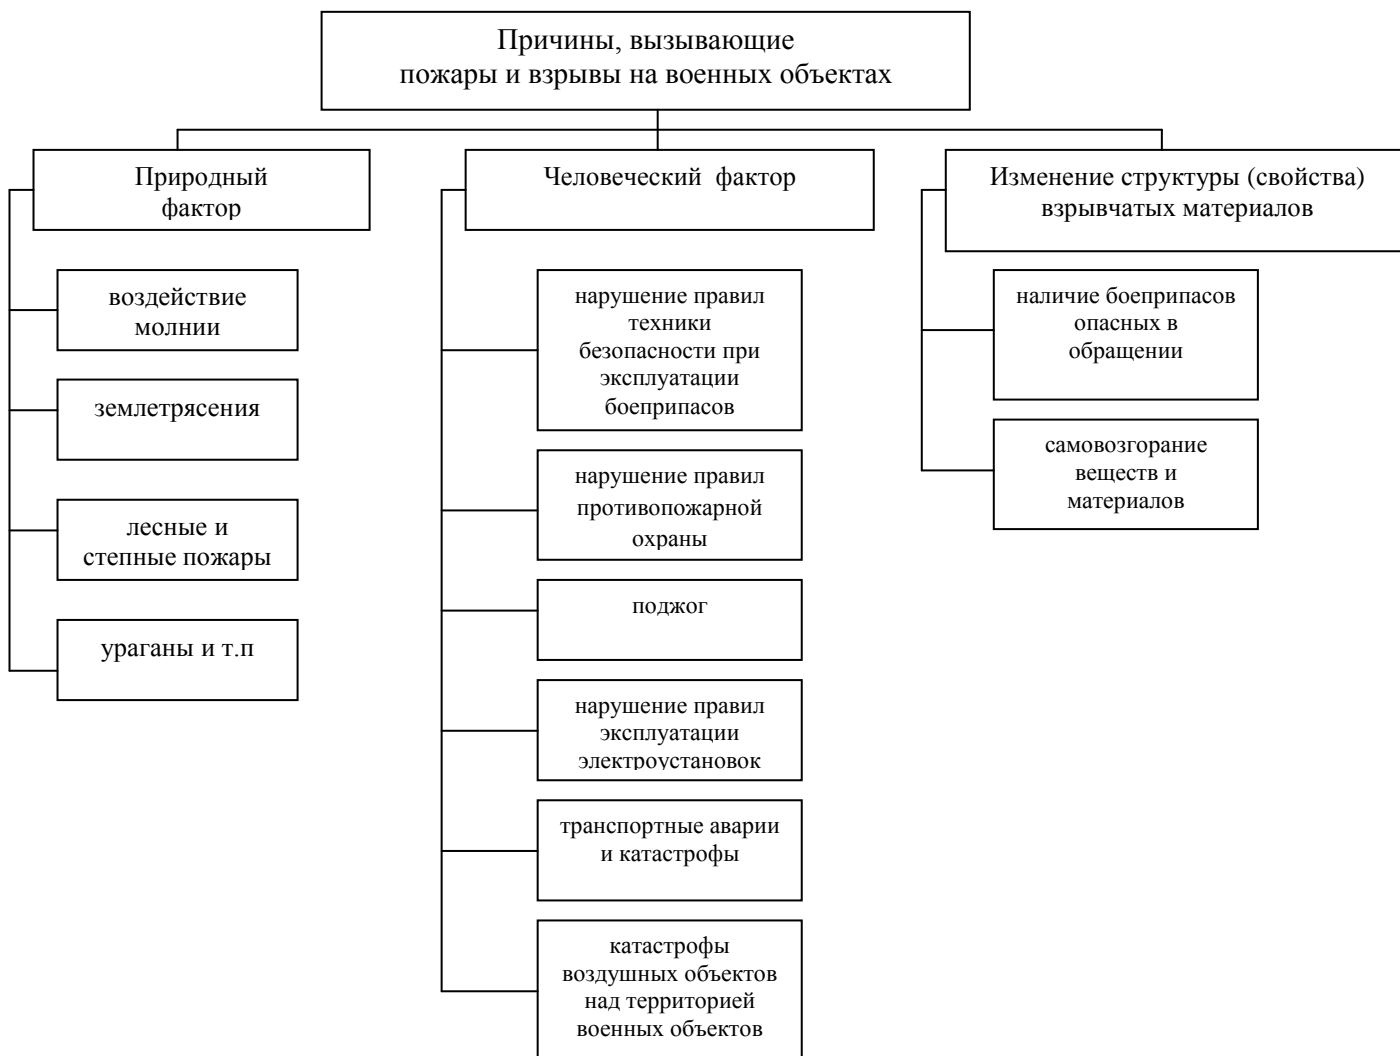 Причины, вызывающие
пожары и взрывы на военных объектах
Природный
фактор
воздействие
молнии
землетрясения
лесные и
степные пожары
ураганы и т.п
Человеческий  фактор
нарушение правил
техники
безопасности при
эксплуатации
боеприпасов
нарушение правил
противопожарной
охраны
поджог
нарушение правил
эксплуатации
электроустановок
транспортные аварии
и катастрофы
катастрофы
воздушных объектов
над территорией
военных объектов
Изменение структуры (свойства)
взрывчатых материалов
наличие боеприпасов
опасных в
обращении
самовозгорание
веществ и
материалов